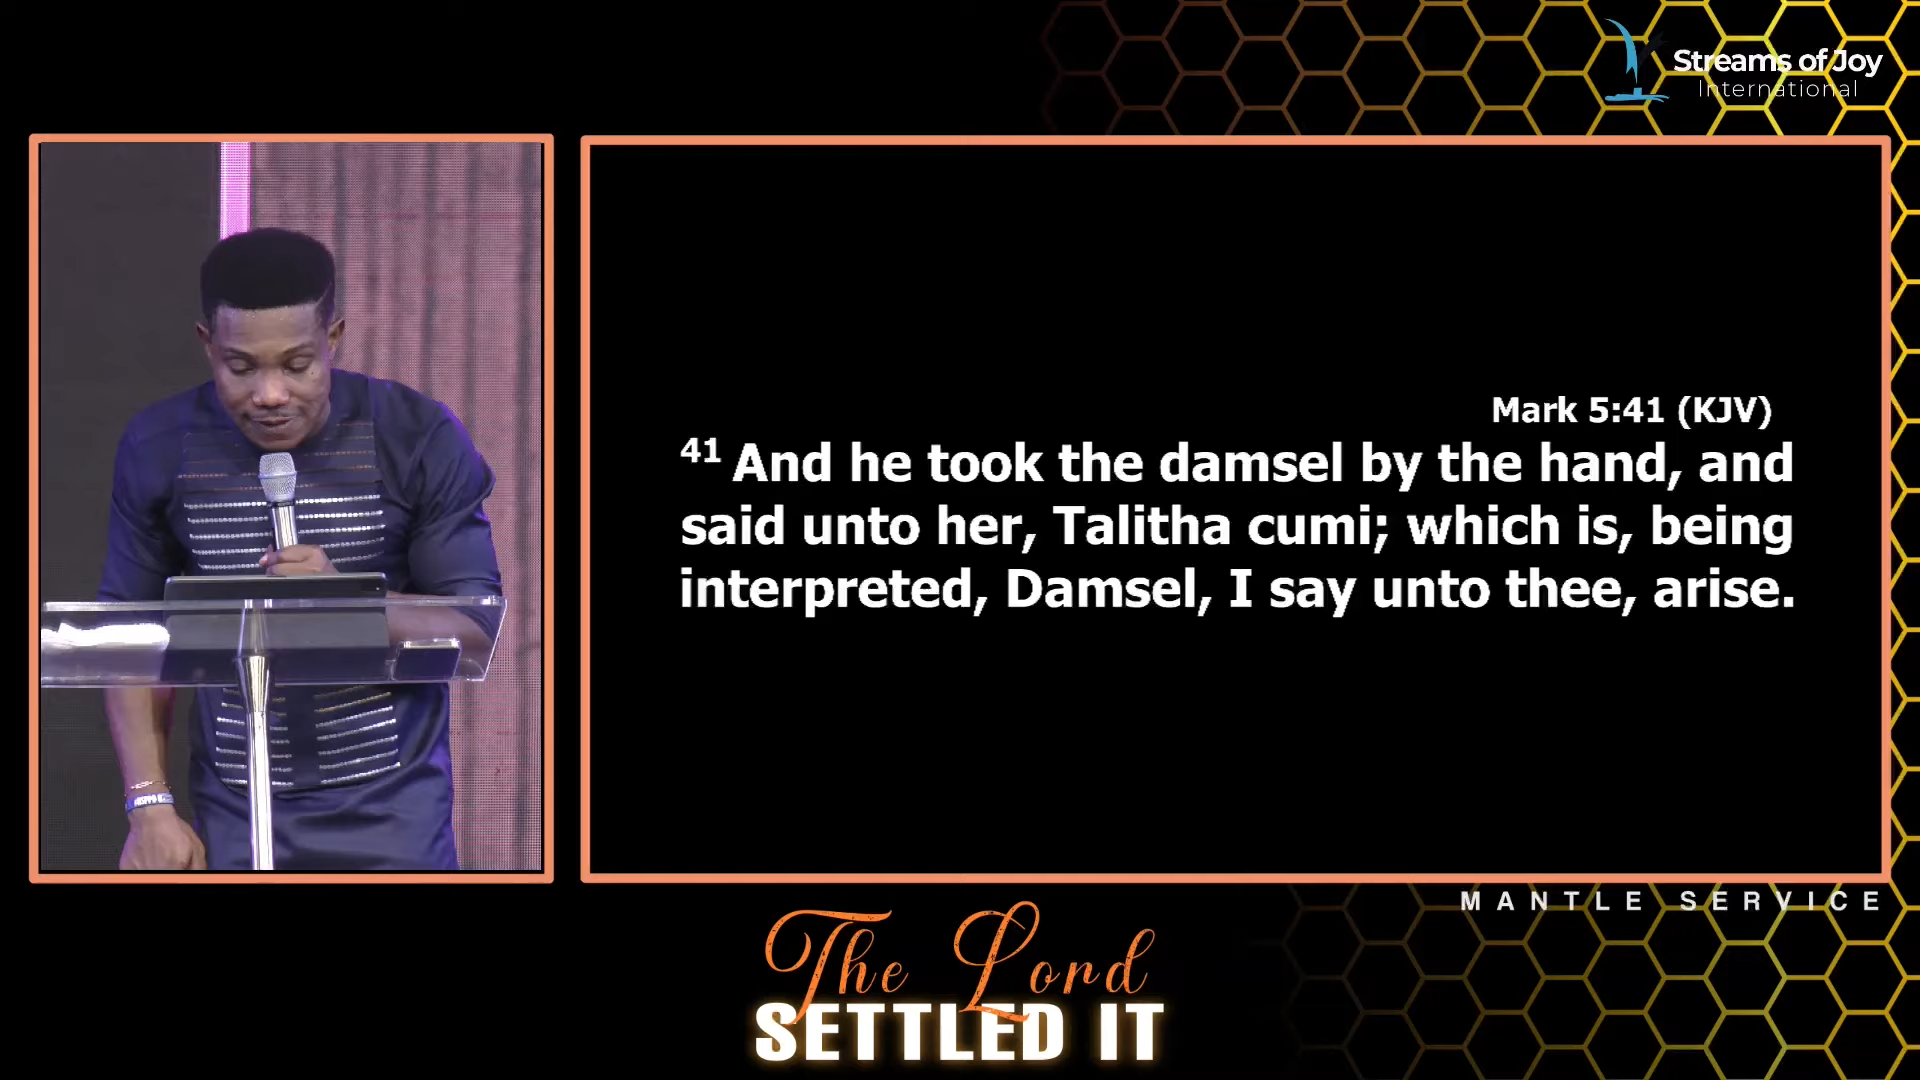 Streams of Joy
International
Mark 5:41 (KJV)
41 And he took the damsel by the hand, and
said unto her, Talitha cumi; which is, being
interpreted, Damsel, I say unto thee, arise.
MANTLE SERVICE
The Lord
SETTLED IT